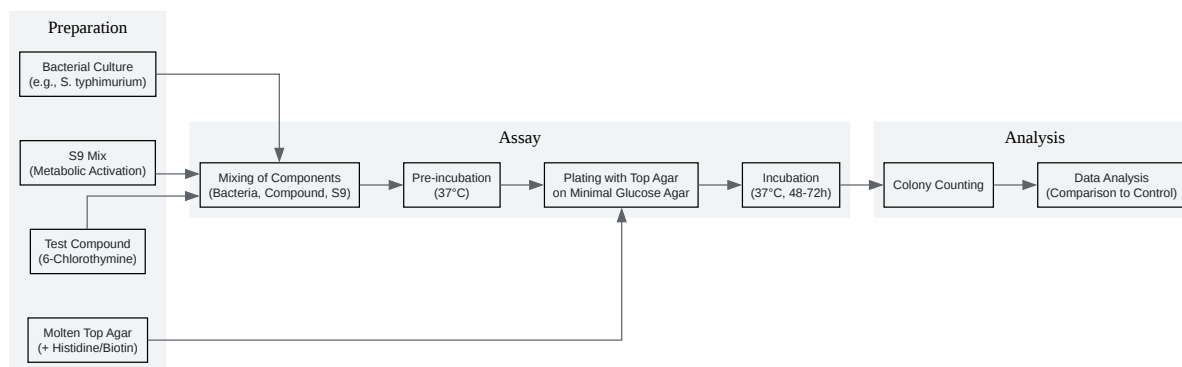 Preparation
Bacterial Culture
(e.g., S. typhimurium)
S9 Mix
(Metabolic Activation)
Test Compound
(6-Chlorothymine)
Molten Top Agar
(+ Histidine/Biotin)
Assay
Mixing of Components
(Bacteria, Compound, S9)
Pre-incubation
(37°C)
Plating with Top Agar
on Minimal Glucose Agar
Incubation
(37°C, 48-72h)
Analysis
Colony Counting
Data Analysis
(Comparison to Control)